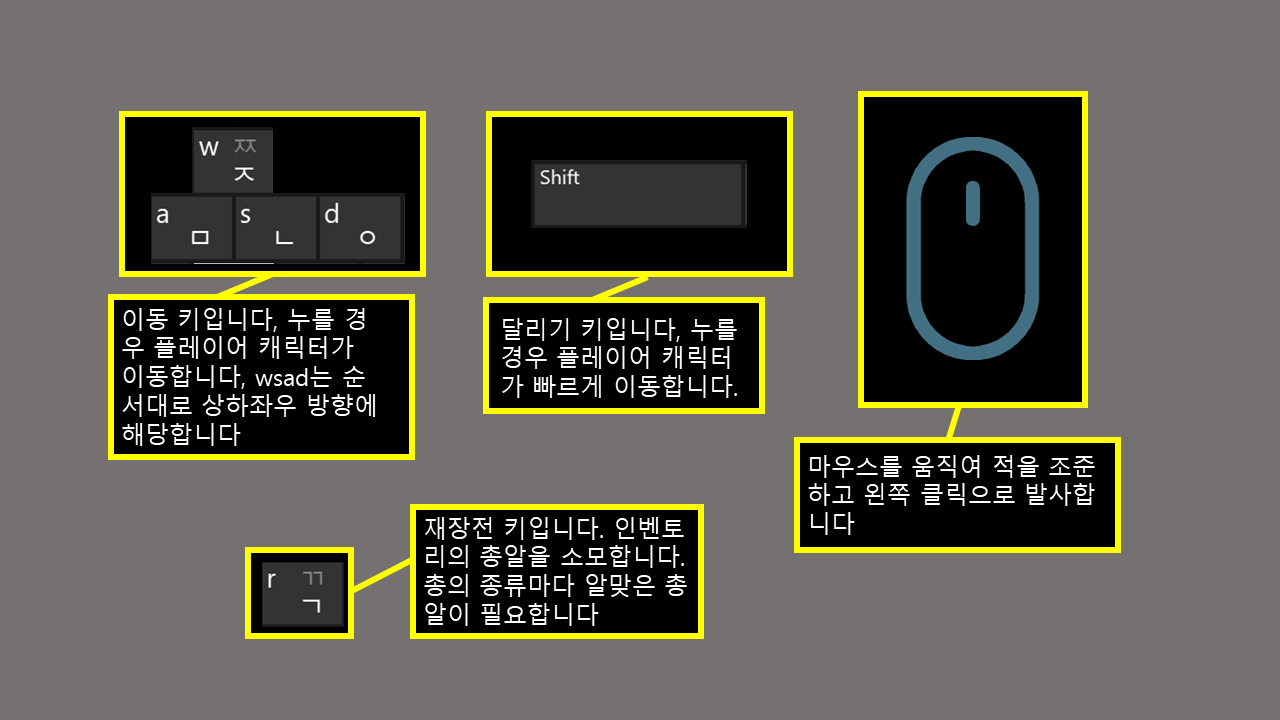 w ㅉ
ㅈ
a s d
ㅁ ㄴ ㅇ
이동 키입니다, 누를 경
우 플레이어 캐릭터가
이동합니다, wsad는 순
서대로 상하좌우 방향에
해당합니다
Shift
달리기 키입니다, 누를
경우 플레이어 캐릭터
가 빠르게 이동합니다.
마우스를 움직여 적을 조준
하고 왼쪽 클릭으로 발사합
니다
r ㄲ
ㄱ
재장전 키입니다. 인벤토
리의 총알을 소모합니다.
총의 종류마다 알맞은 총
알이 필요합니다